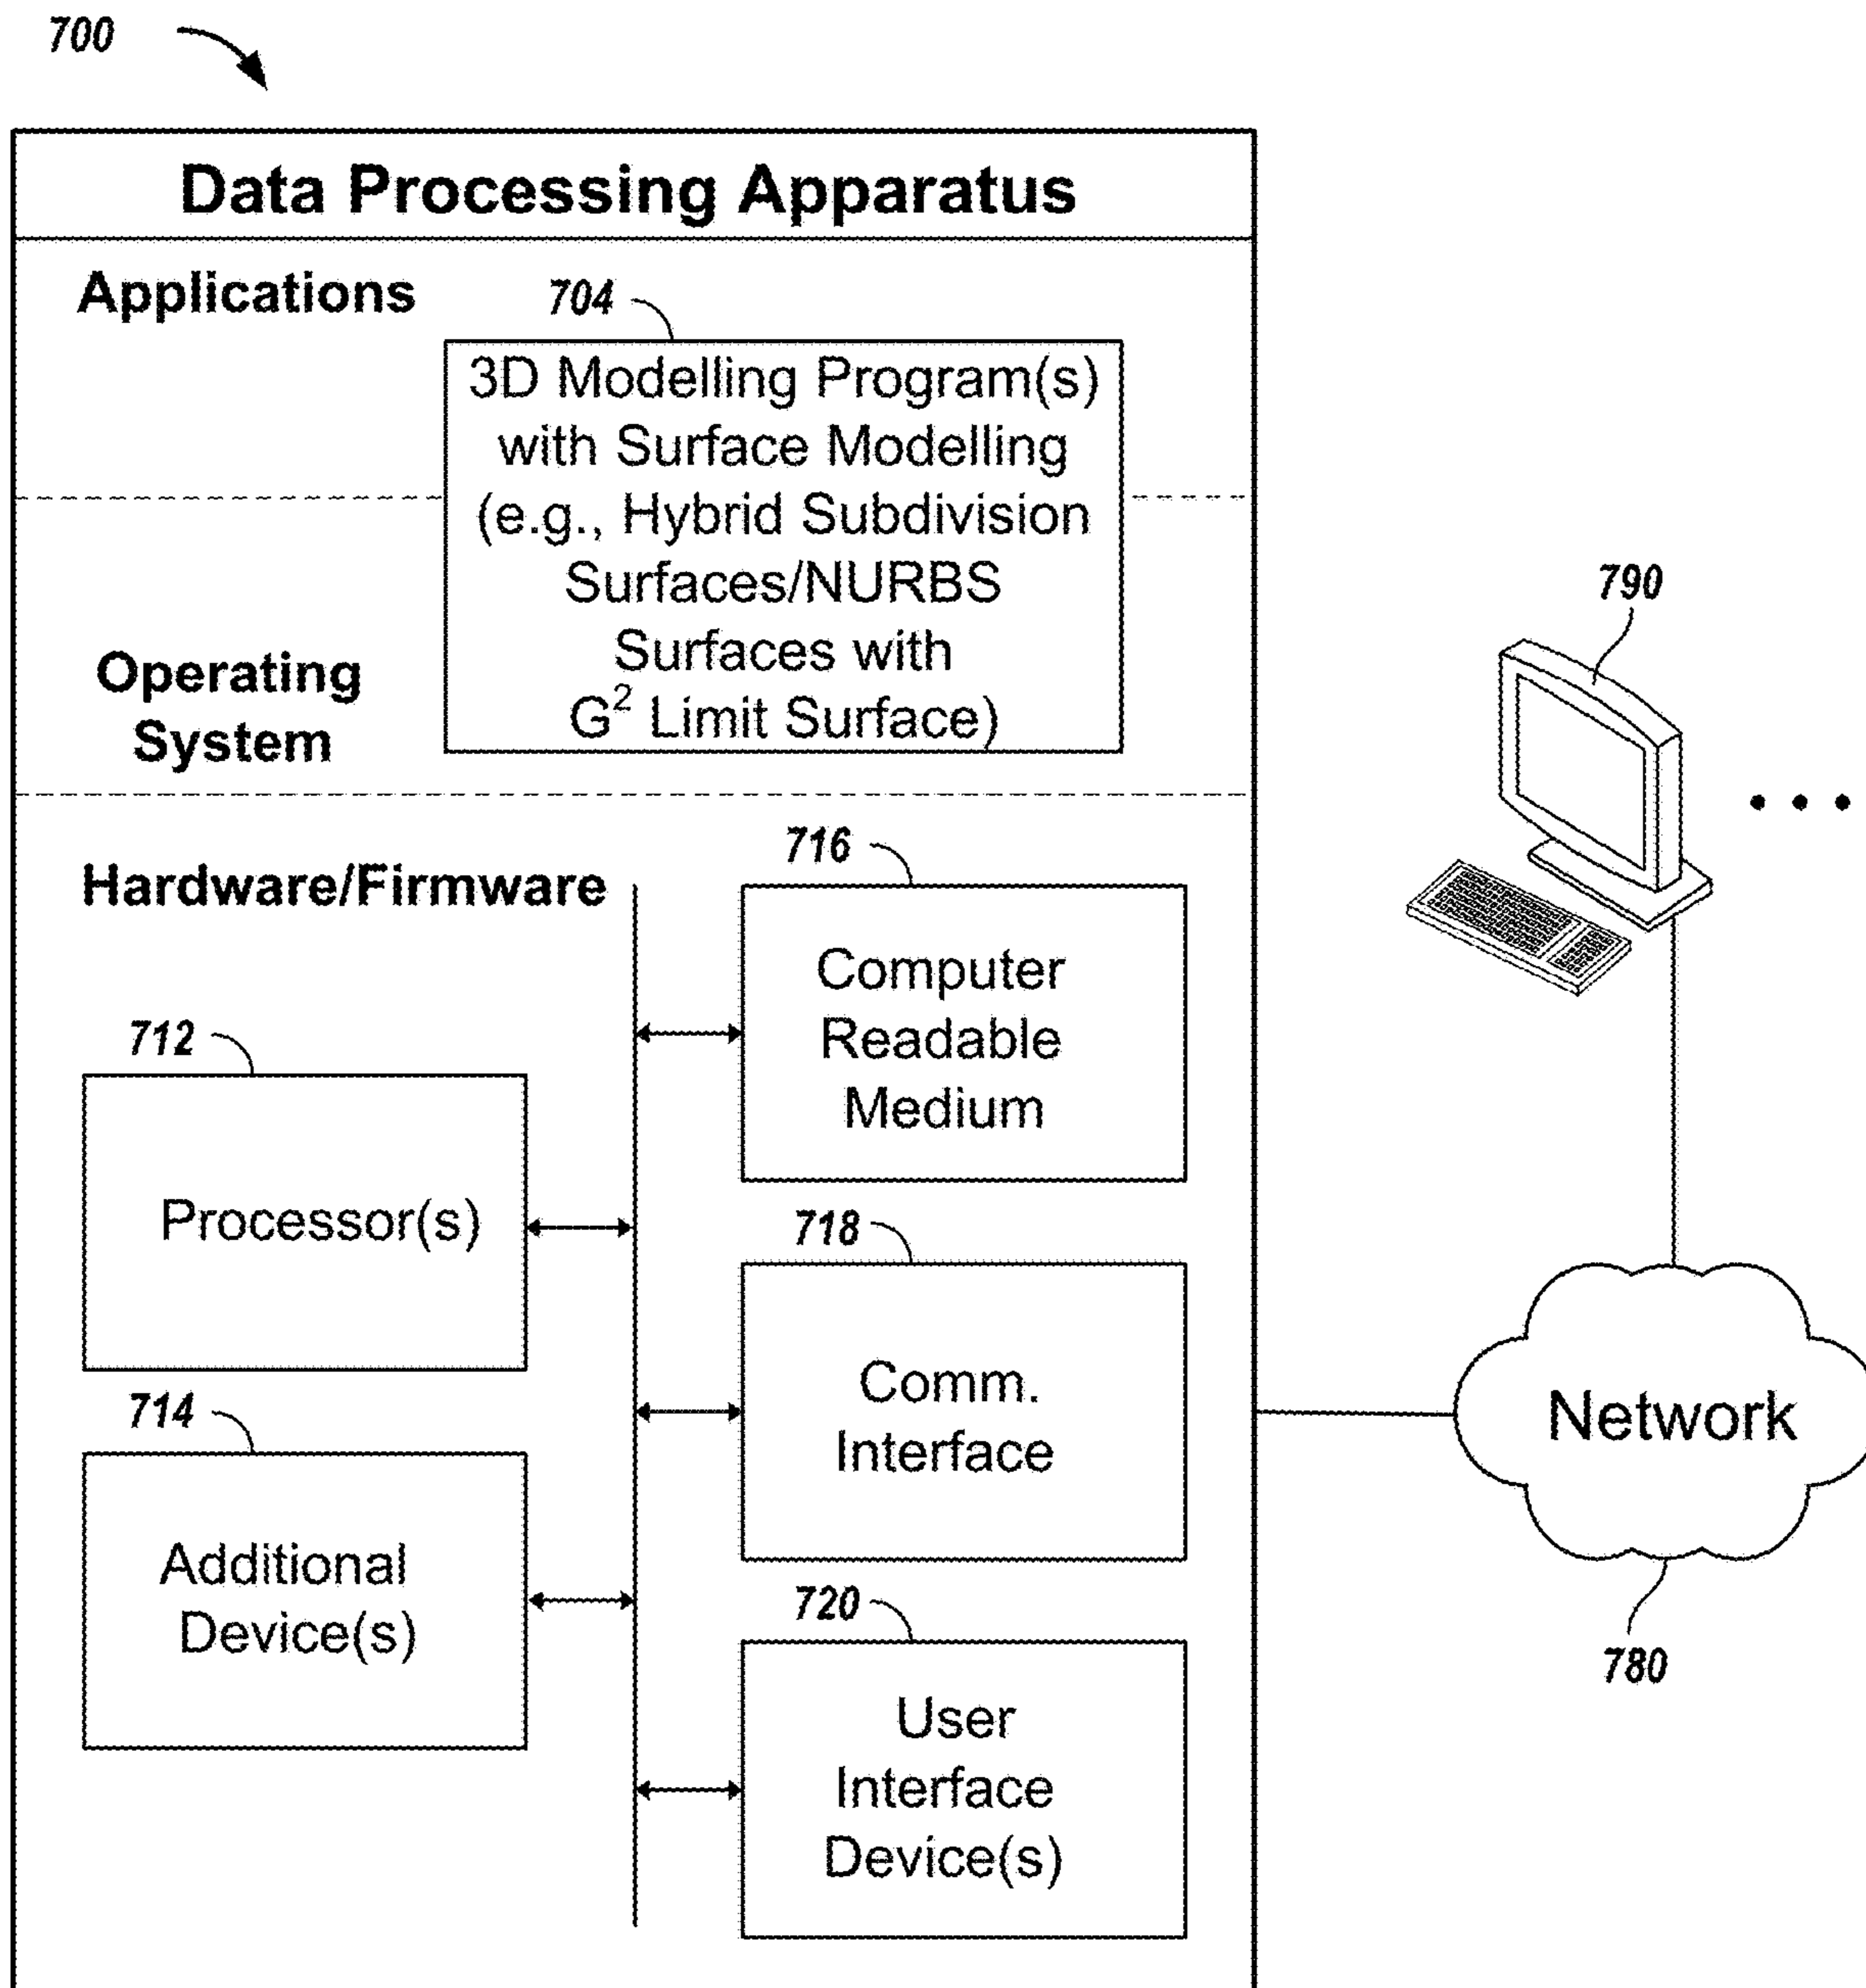 700
Data Processing Apparatus
Applications
704
3D Modelling Program(s)
with Surface Modelling
(e.g., Hybrid Subdivision
Surfaces/NURBS
Surfaces with
G² Limit Surface)
Operating
System
790
Hardware/Firmware
716
Computer
Readable
Medium
712
Processor(s)
718
Comm.
Interface
Network
780
714
Additional
Device(s)
720
User
Interface
Device(s)